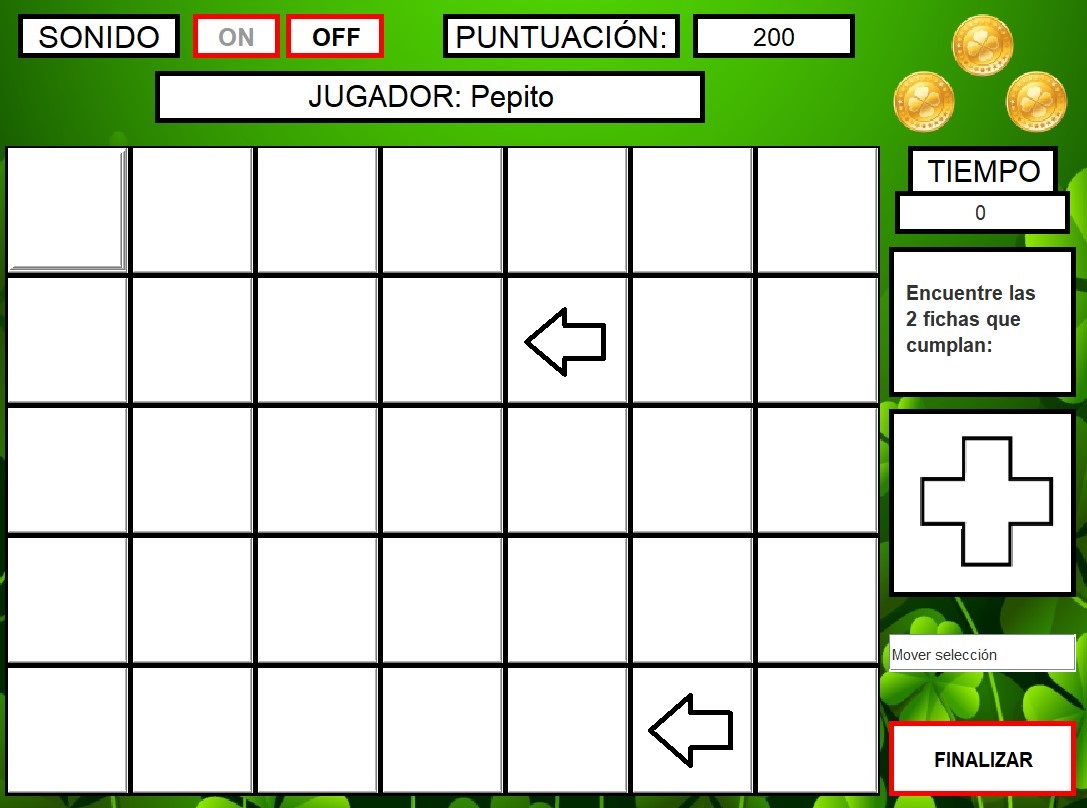 SONIDO ON OFF PUNTUACIÓN: 200
JUGADOR: Pepito
TIEMPO
0
Encuentre las
2 fichas que
cumplan:
Mover selección
FINALIZAR